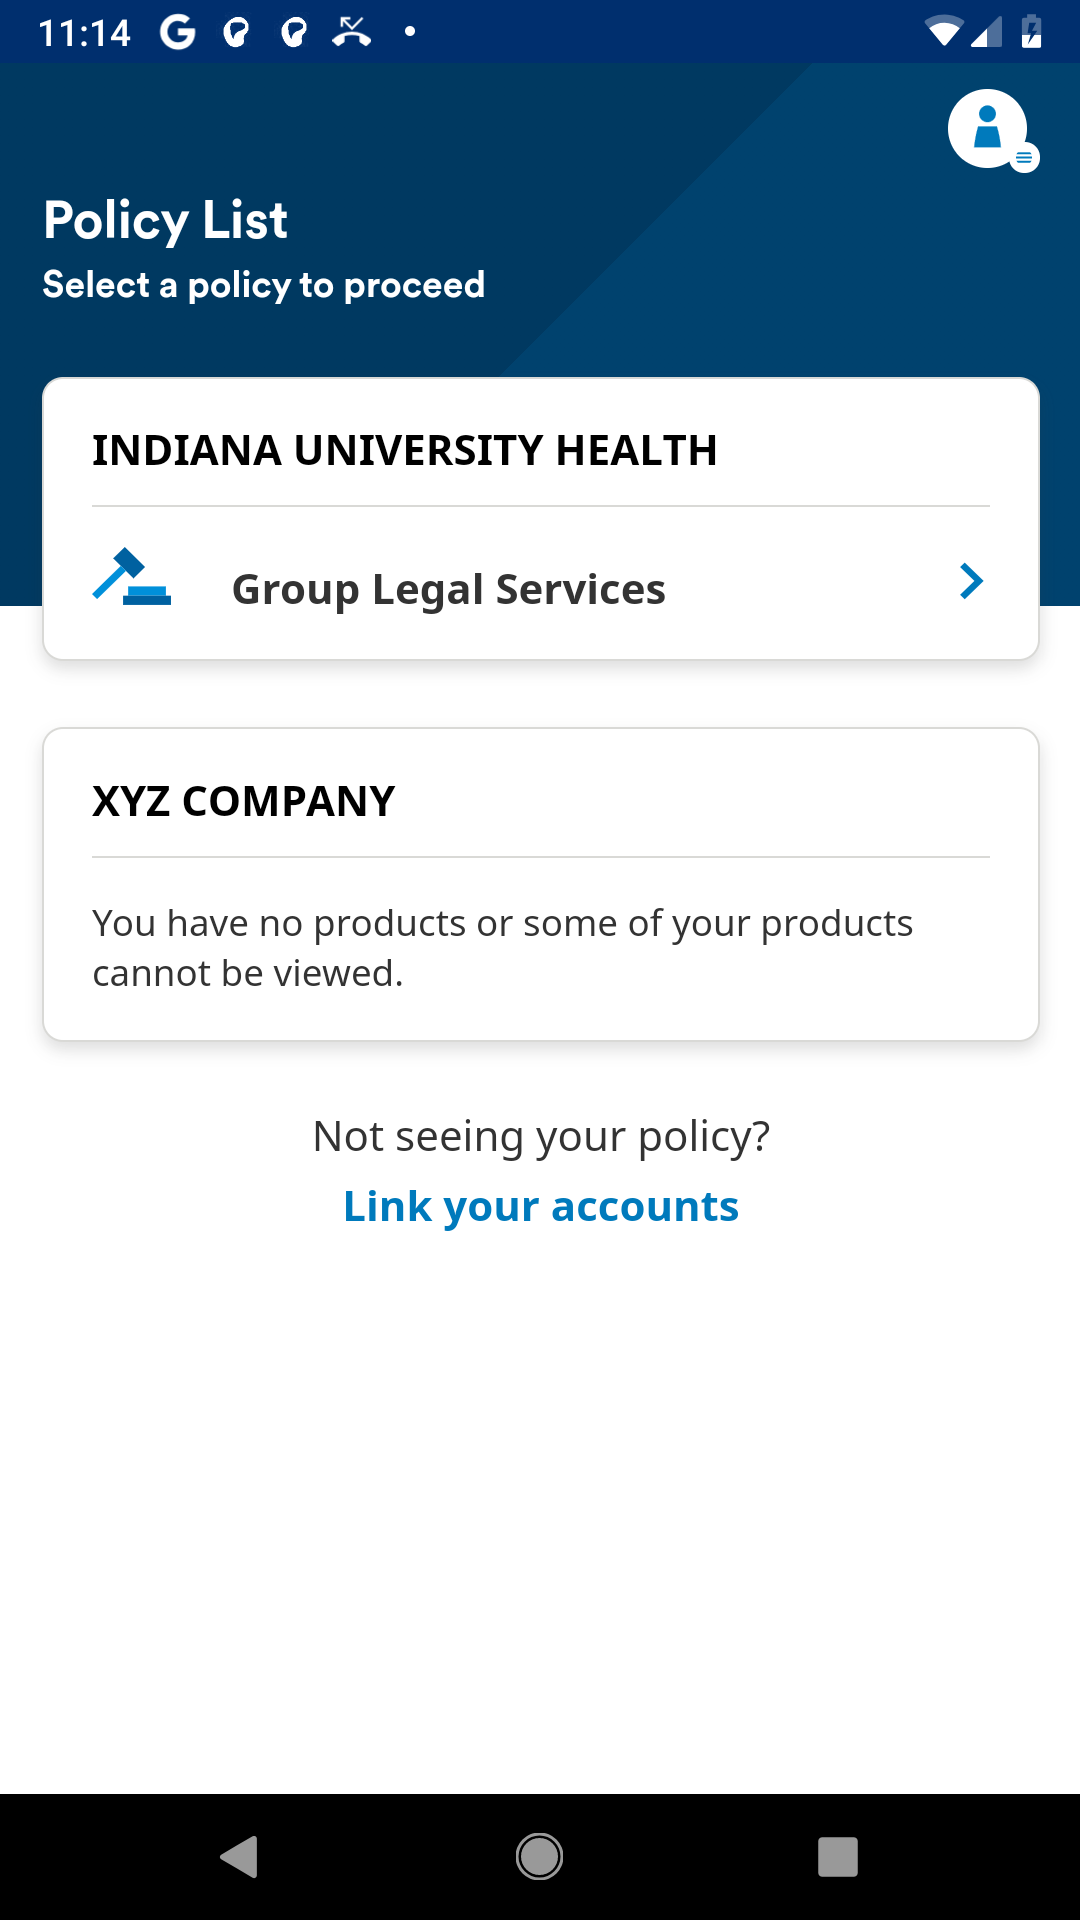 11:14
Policy List
Select a policy to proceed
INDIANA UNIVERSITY HEALTH
Group Legal Services
XYZ COMPANY
You have no products or some of your products
cannot be viewed.
Not seeing your policy?
Link your accounts